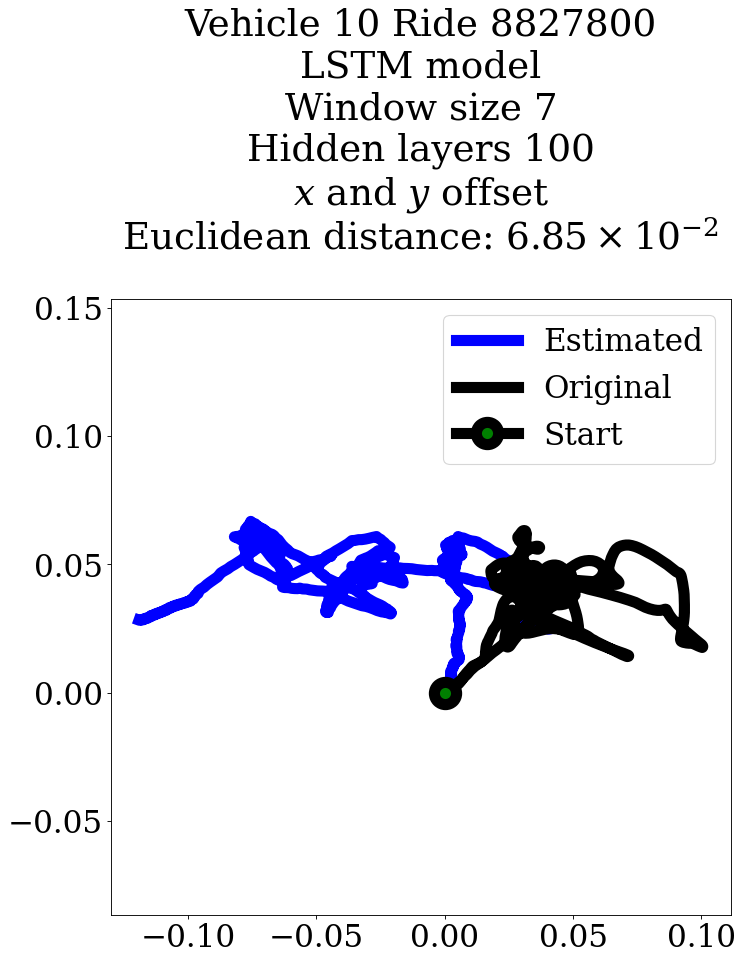 Vehicle 10 Ride 8827800
LSTM model
Window size 7
Hidden layers 100
x and y offset
Euclidean distance: 6.85 × 10⁻²
Estimated
Original
Start
0.15
0.10
0.05
0.00
−0.05
−0.10 −0.05 0.00 0.05 0.10